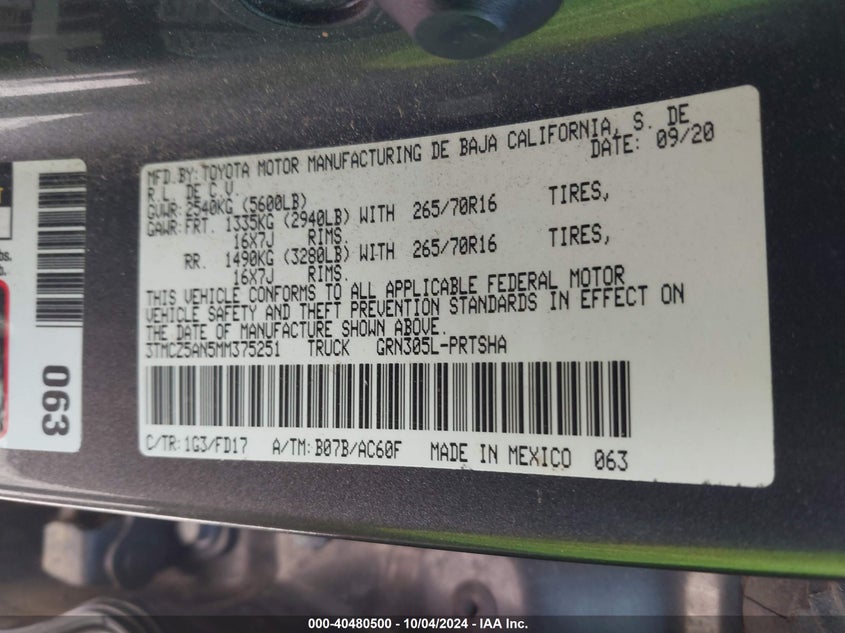 MFD.BY:TOYOTA MOTOR MANUFACTURING DE BAJA CALIFORNIA, S. DE
R.L. DE C.V. DATE: 09/20
GVWR:2540KG (5600LB)
GAWR:FRT. 1335KG (2940LB) WITH 265/70R16 TIRES,
16X7J RIMS.
RR. 1490KG (3280LB) WITH 265/70R16 TIRES,
16X7J RIMS.
THIS VEHICLE CONFORMS TO ALL APPLICABLE FEDERAL MOTOR
VEHICLE SAFETY AND THEFT PREVENTION STANDARDS IN EFFECT ON
THE DATE OF MANUFACTURE SHOWN ABOVE.
3TMCZ5AN5MM375251 TRUCK GRN305L-PRTSHA
C/TR:1G3/FD17 A/TM:B07B/AC60F MADE IN MEXICO 063
063
000-40480500 - 10/04/2024 - IAA Inc.